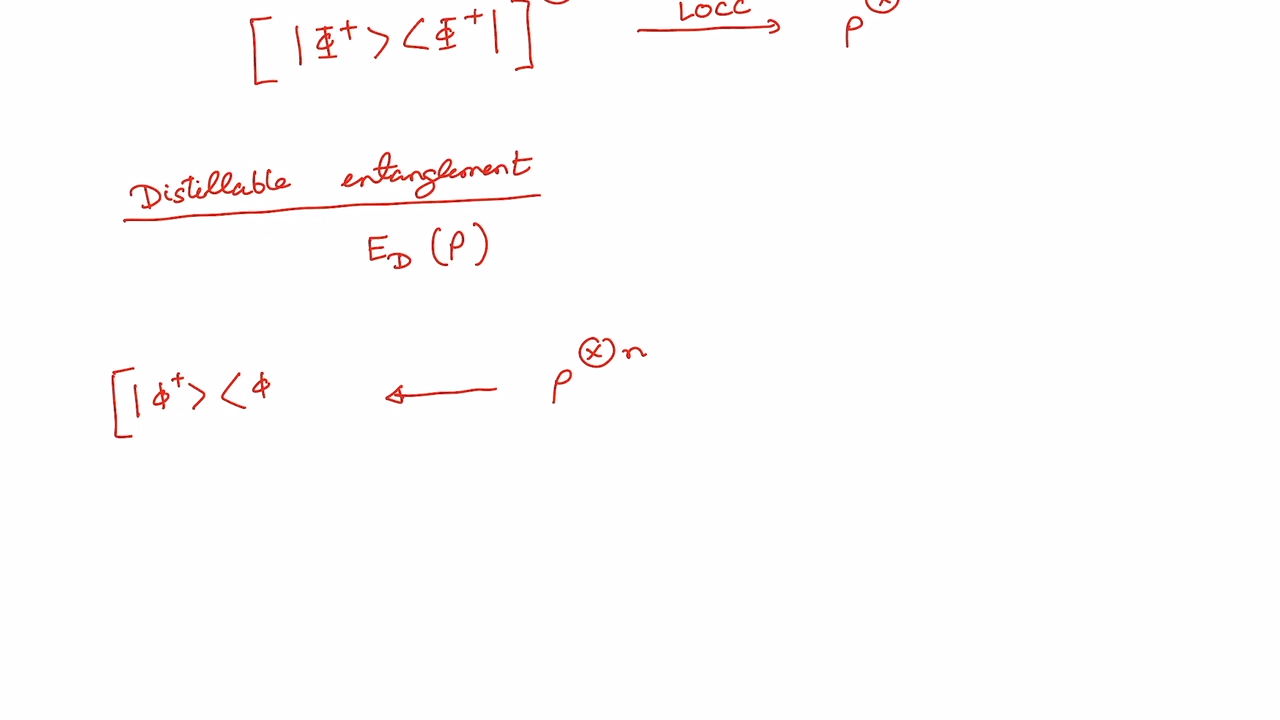 [|Φ⁺><Φ⁺|]^⊗ LOCC → ρ^⊗
Distillable entanglement
E_D (ρ)
[|ϕ⁺><ϕ ← ρ^⊗n